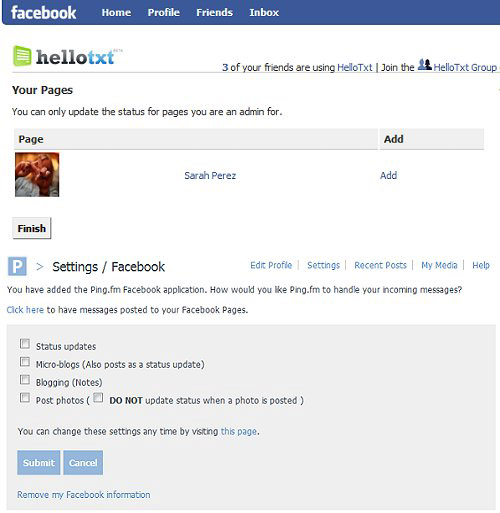 facebook Home Profile Friends Inbox
hellotxt BETA
3 of your friends are using HelloTxt | Join the HelloTxt Group
Your Pages
You can only update the status for pages you are an admin for.
Page Add
Sarah Perez Add
Finish
P > Settings / Facebook Edit Profile | Settings | Recent Posts | My Media | Help
You have added the Ping.fm Facebook application. How would you like Ping.fm to handle your incoming messages?
Click here to have messages posted to your Facebook Pages.
Status updates
Micro-blogs (Also posts as a status update)
Blogging (Notes)
Post photos ( DO NOT update status when a photo is posted )
You can change these settings any time by visiting this page.
Submit Cancel
Remove my Facebook information